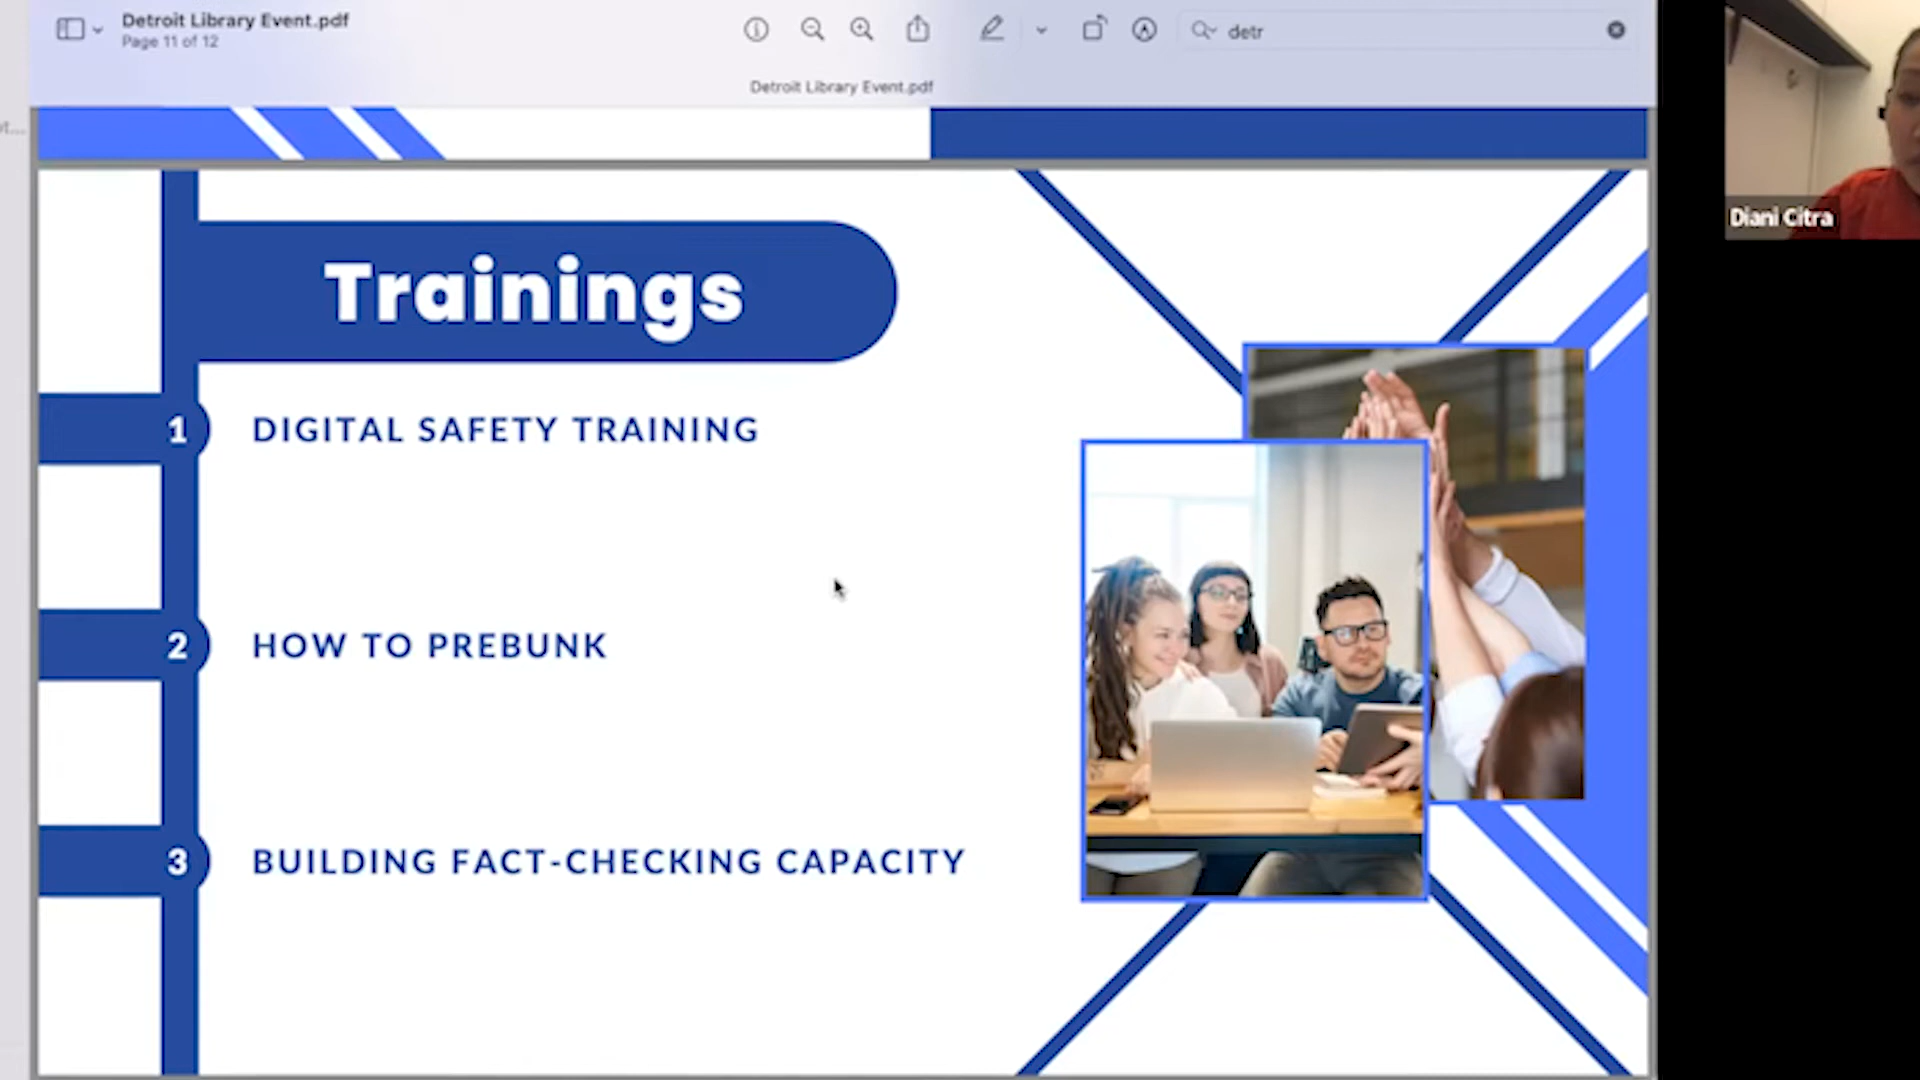 Detroit Library Event.pdf
Page 11 of 12
detr
Detroit Library Event.pdf
Trainings
1 DIGITAL SAFETY TRAINING
2 HOW TO PREBUNK
3 BUILDING FACT-CHECKING CAPACITY
Diani Citra